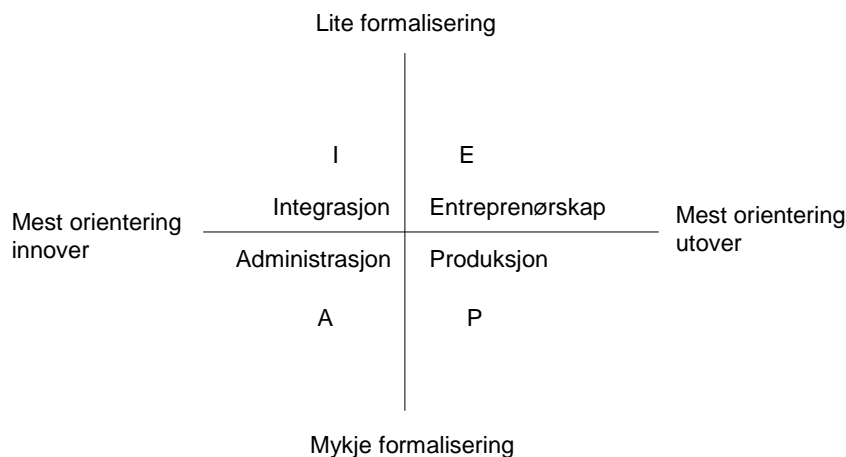 Lite formalisering
I
E
Integrasjon
Entreprenørskap
Mest orientering
innover
Mest orientering
utover
Administrasjon
Produksjon
A
P
Mykje formalisering